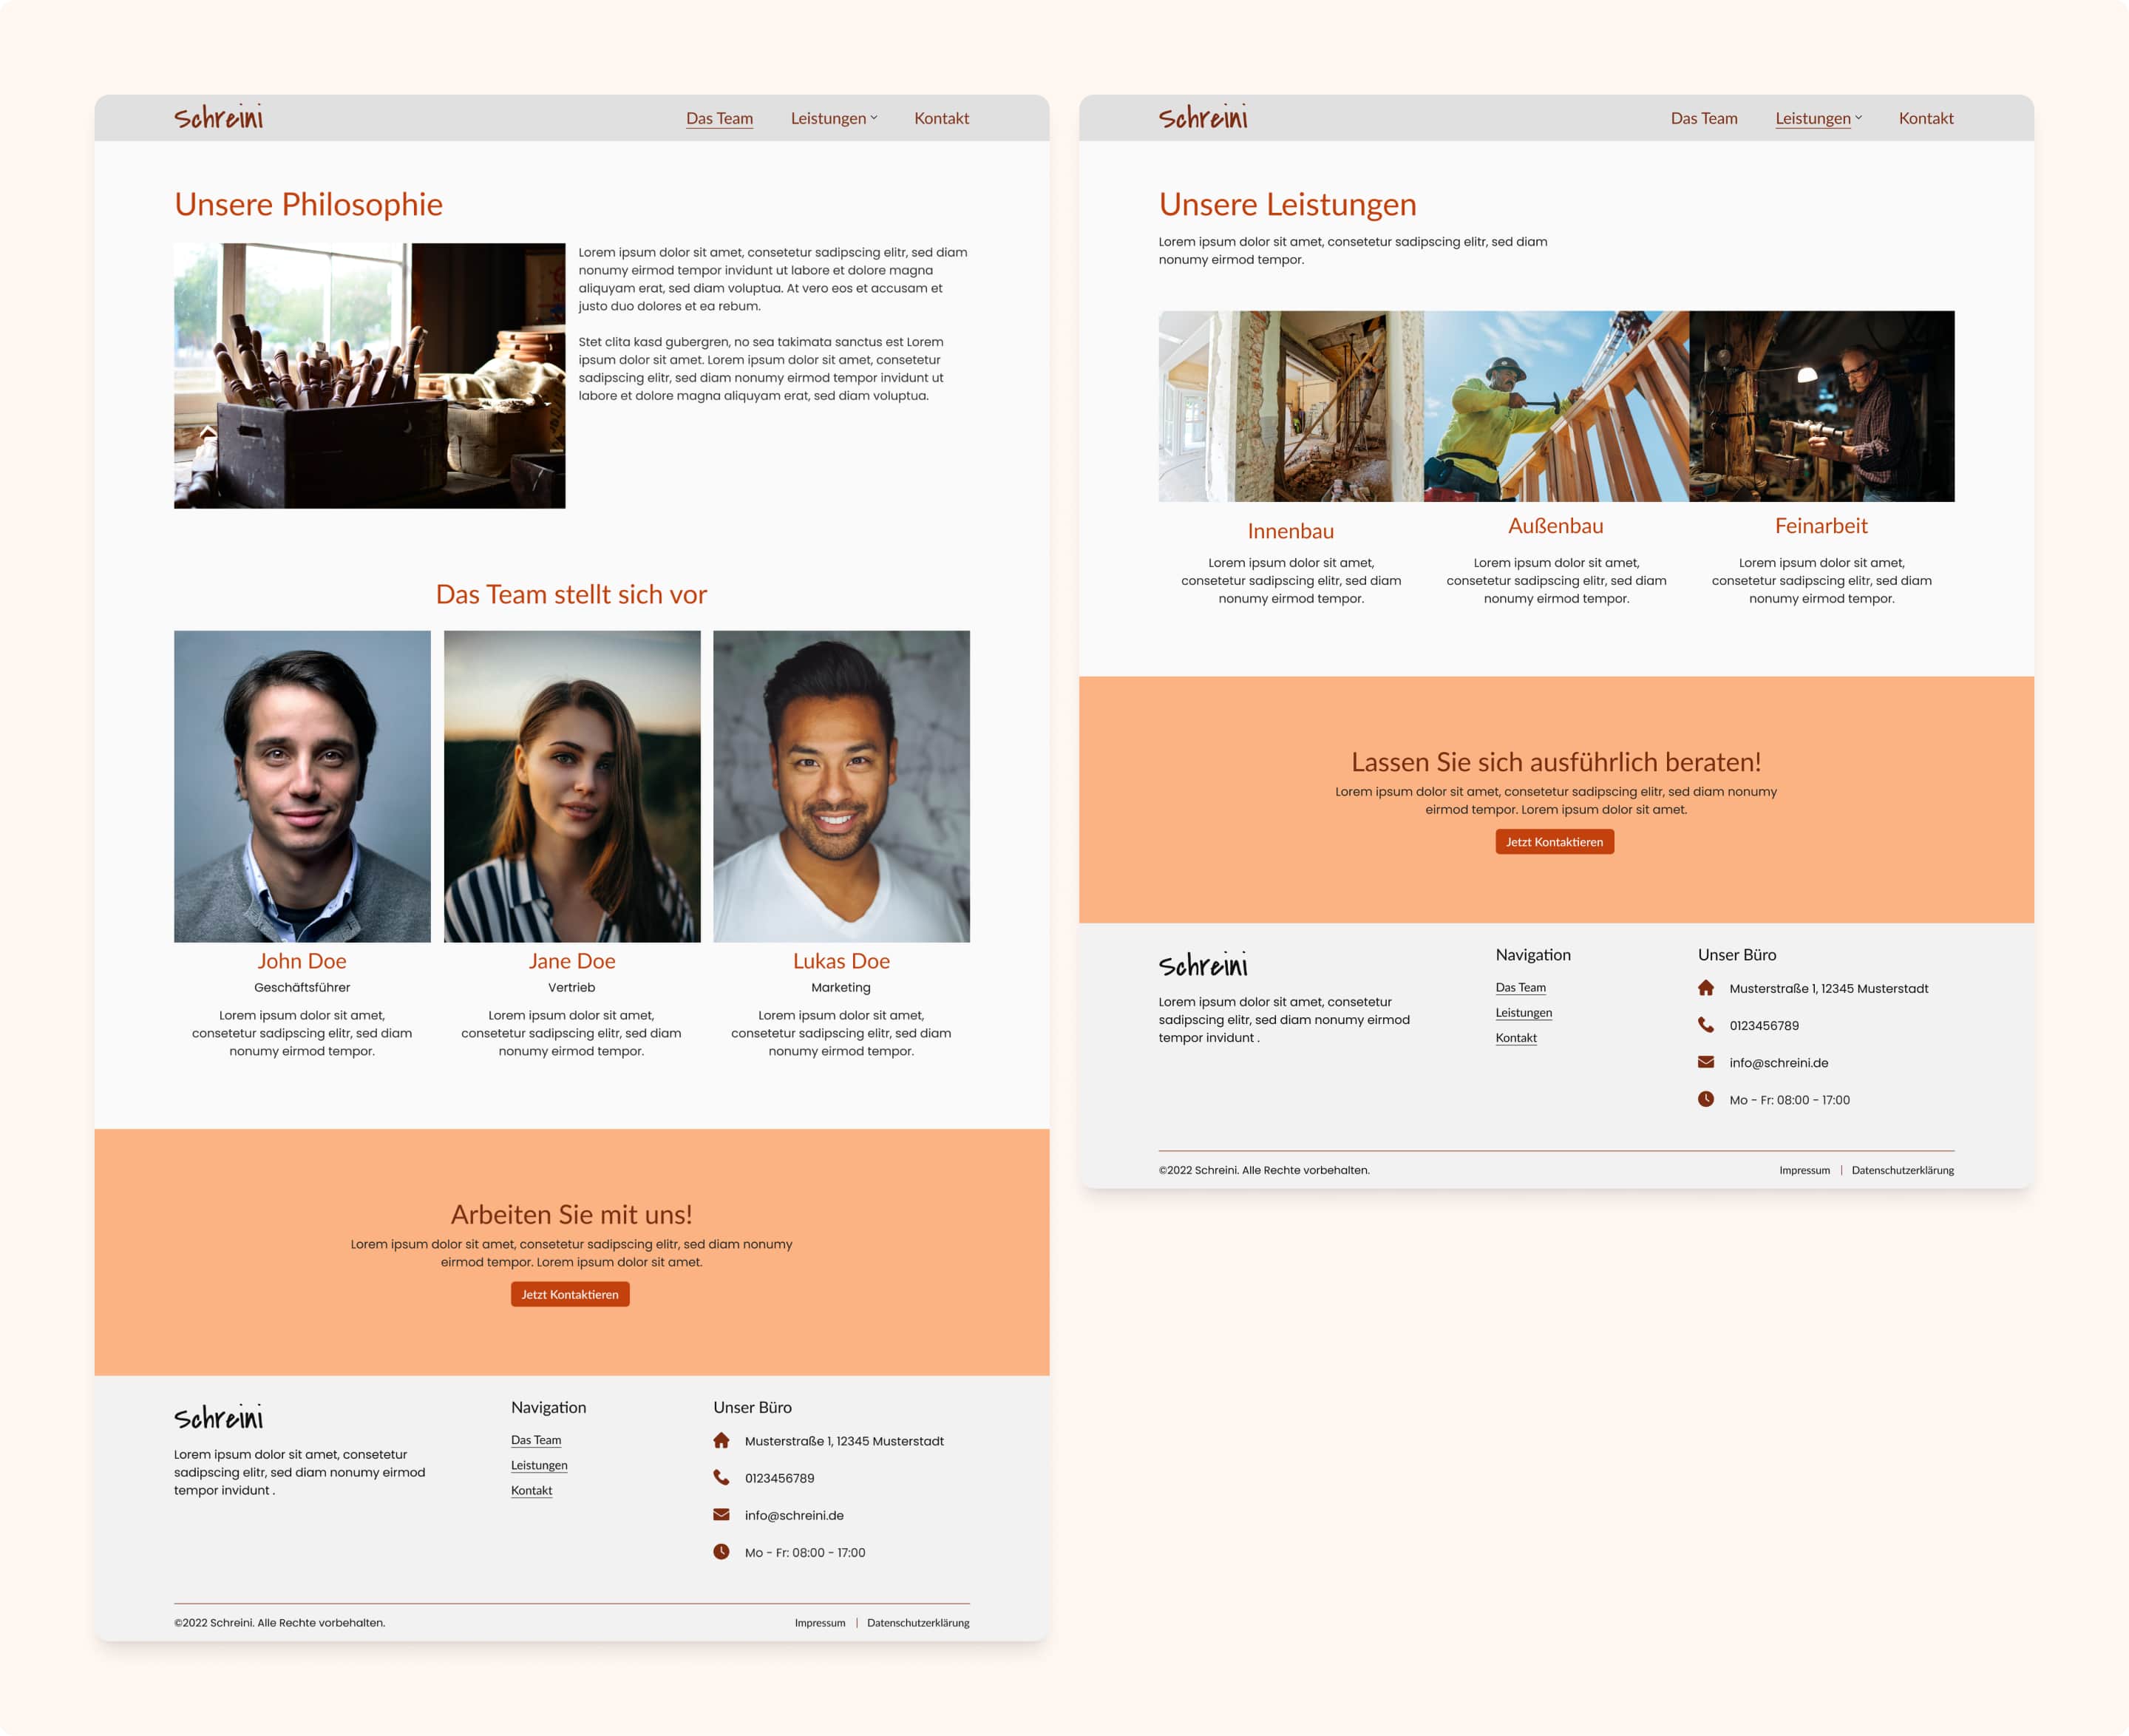 Schreini
Das Team
Leistungen
Kontakt
Unsere Philosophie
Lorem ipsum dolor sit amet, consetetur sadipscing elitr, sed diam
nonumy eirmod tempor invidunt ut labore et dolore magna
aliquyam erat, sed diam voluptua. At vero eos et accusam et
justo duo dolores et ea rebum.
Stet clita kasd gubergren, no sea takimata sanctus est Lorem
ipsum dolor sit amet. Lorem ipsum dolor sit amet, consetetur
sadipscing elitr, sed diam nonumy eirmod tempor invidunt ut
labore et dolore magna aliquyam erat, sed diam voluptua.
Das Team stellt sich vor
John Doe
Geschäftsführer
Lorem ipsum dolor sit amet,
consetetur sadipscing elitr, sed diam
nonumy eirmod tempor.
Jane Doe
Vertrieb
Lorem ipsum dolor sit amet,
consetetur sadipscing elitr, sed diam
nonumy eirmod tempor.
Lukas Doe
Marketing
Lorem ipsum dolor sit amet,
consetetur sadipscing elitr, sed diam
nonumy eirmod tempor.
Arbeiten Sie mit uns!
Lorem ipsum dolor sit amet, consetetur sadipscing elitr, sed diam nonumy
eirmod tempor. Lorem ipsum dolor sit amet.
Jetzt Kontaktieren
Schreini
Lorem ipsum dolor sit amet, consetetur
sadipscing elitr, sed diam nonumy eirmod
tempor invidunt .
Navigation
Das Team
Leistungen
Kontakt
Unser Büro
Musterstraße 1, 12345 Musterstadt
0123456789
info@schreini.de
Mo - Fr: 08:00 - 17:00
©2022 Schreini. Alle Rechte vorbehalten.
Impressum | Datenschutzerklärung
Schreini
Das Team
Leistungen
Kontakt
Unsere Leistungen
Lorem ipsum dolor sit amet, consetetur sadipscing elitr, sed diam
nonumy eirmod tempor.
Innenbau
Lorem ipsum dolor sit amet,
consetetur sadipscing elitr, sed diam
nonumy eirmod tempor.
Außenbau
Lorem ipsum dolor sit amet,
consetetur sadipscing elitr, sed diam
nonumy eirmod tempor.
Feinarbeit
Lorem ipsum dolor sit amet,
consetetur sadipscing elitr, sed diam
nonumy eirmod tempor.
Lassen Sie sich ausführlich beraten!
Lorem ipsum dolor sit amet, consetetur sadipscing elitr, sed diam nonumy
eirmod tempor. Lorem ipsum dolor sit amet.
Jetzt Kontaktieren
Schreini
Lorem ipsum dolor sit amet, consetetur
sadipscing elitr, sed diam nonumy eirmod
tempor invidunt .
Navigation
Das Team
Leistungen
Kontakt
Unser Büro
Musterstraße 1, 12345 Musterstadt
0123456789
info@schreini.de
Mo - Fr: 08:00 - 17:00
©2022 Schreini. Alle Rechte vorbehalten.
Impressum | Datenschutzerklärung